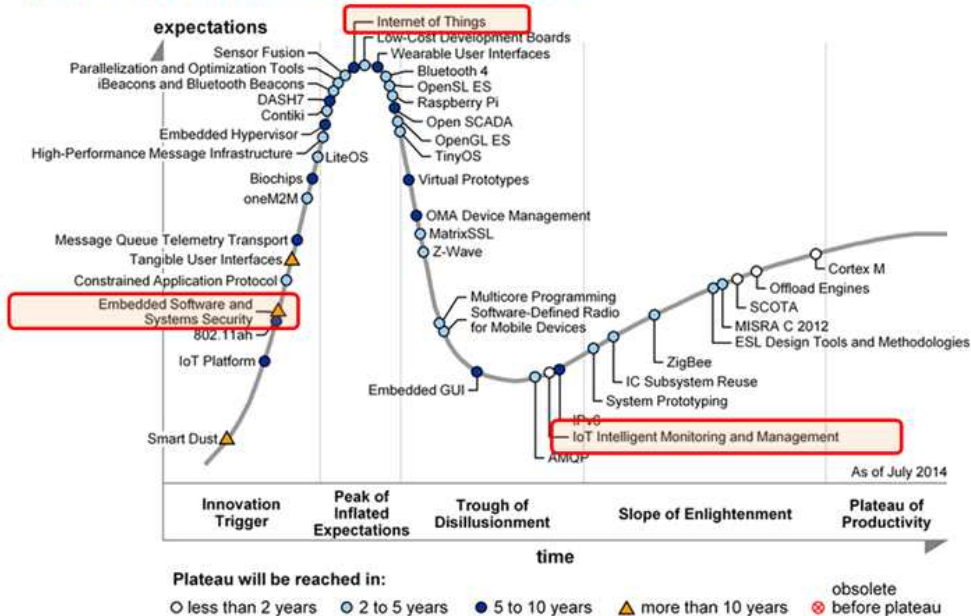 expectations
Internet of Things
Low-Cost Development Boards
Sensor Fusion
Wearable User Interfaces
Parallelization and Optimization Tools
Bluetooth 4
iBeacons and Bluetooth Beacons
OpenSL ES
DASH7
Raspberry Pi
Contiki
Open SCADA
Embedded Hypervisor
OpenGL ES
High-Performance Message Infrastructure
LiteOS
TinyOS
Biochips
Virtual Prototypes
oneM2M
OMA Device Management
MatrixSSL
Message Queue Telemetry Transport
Z-Wave
Tangible User Interfaces
Cortex M
Constrained Application Protocol
Offload Engines
Embedded Software and
Systems Security
Multicore Programming
SCOTA
Software-Defined Radio
for Mobile Devices
MISRA C 2012
802.11ah
ESL Design Tools and Methodologies
IoT Platform
ZigBee
Embedded GUI
IC Subsystem Reuse
System Prototyping
IPv6
Smart Dust
IoT Intelligent Monitoring and Management
AMQP
As of July 2014
Innovation
Trigger
Peak of
Inflated
Expectations
Trough of
Disillusionment
Slope of Enlightenment
Plateau of
Productivity
time
Plateau will be reached in:
less than 2 years
2 to 5 years
5 to 10 years
more than 10 years
obsolete
before plateau